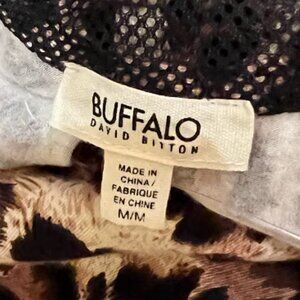 BUFFALO
DAVID BITTON
MADE IN
CHINA/
FABRIQUE
EN CHINE
M/M